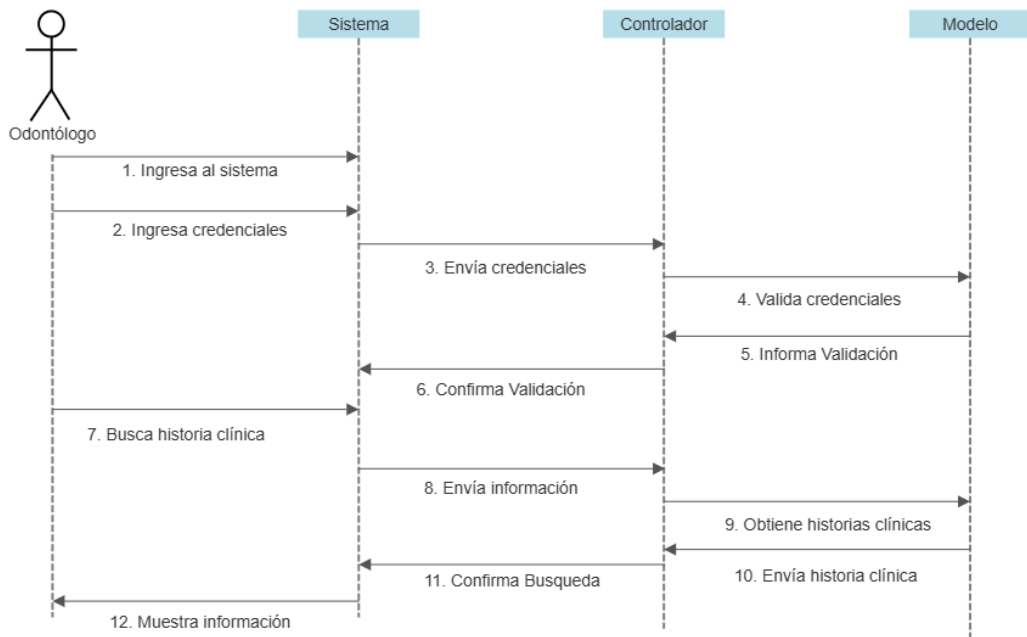 Sistema
Controlador
Modelo
Odontólogo
1. Ingresa al sistema
2. Ingresa credenciales
3. Envía credenciales
4. Valida credenciales
5. Informa Validación
6. Confirma Validación
7. Busca historia clínica
8. Envía información
9. Obtiene historias clínicas
10. Envía historia clínica
11. Confirma Busqueda
12. Muestra información